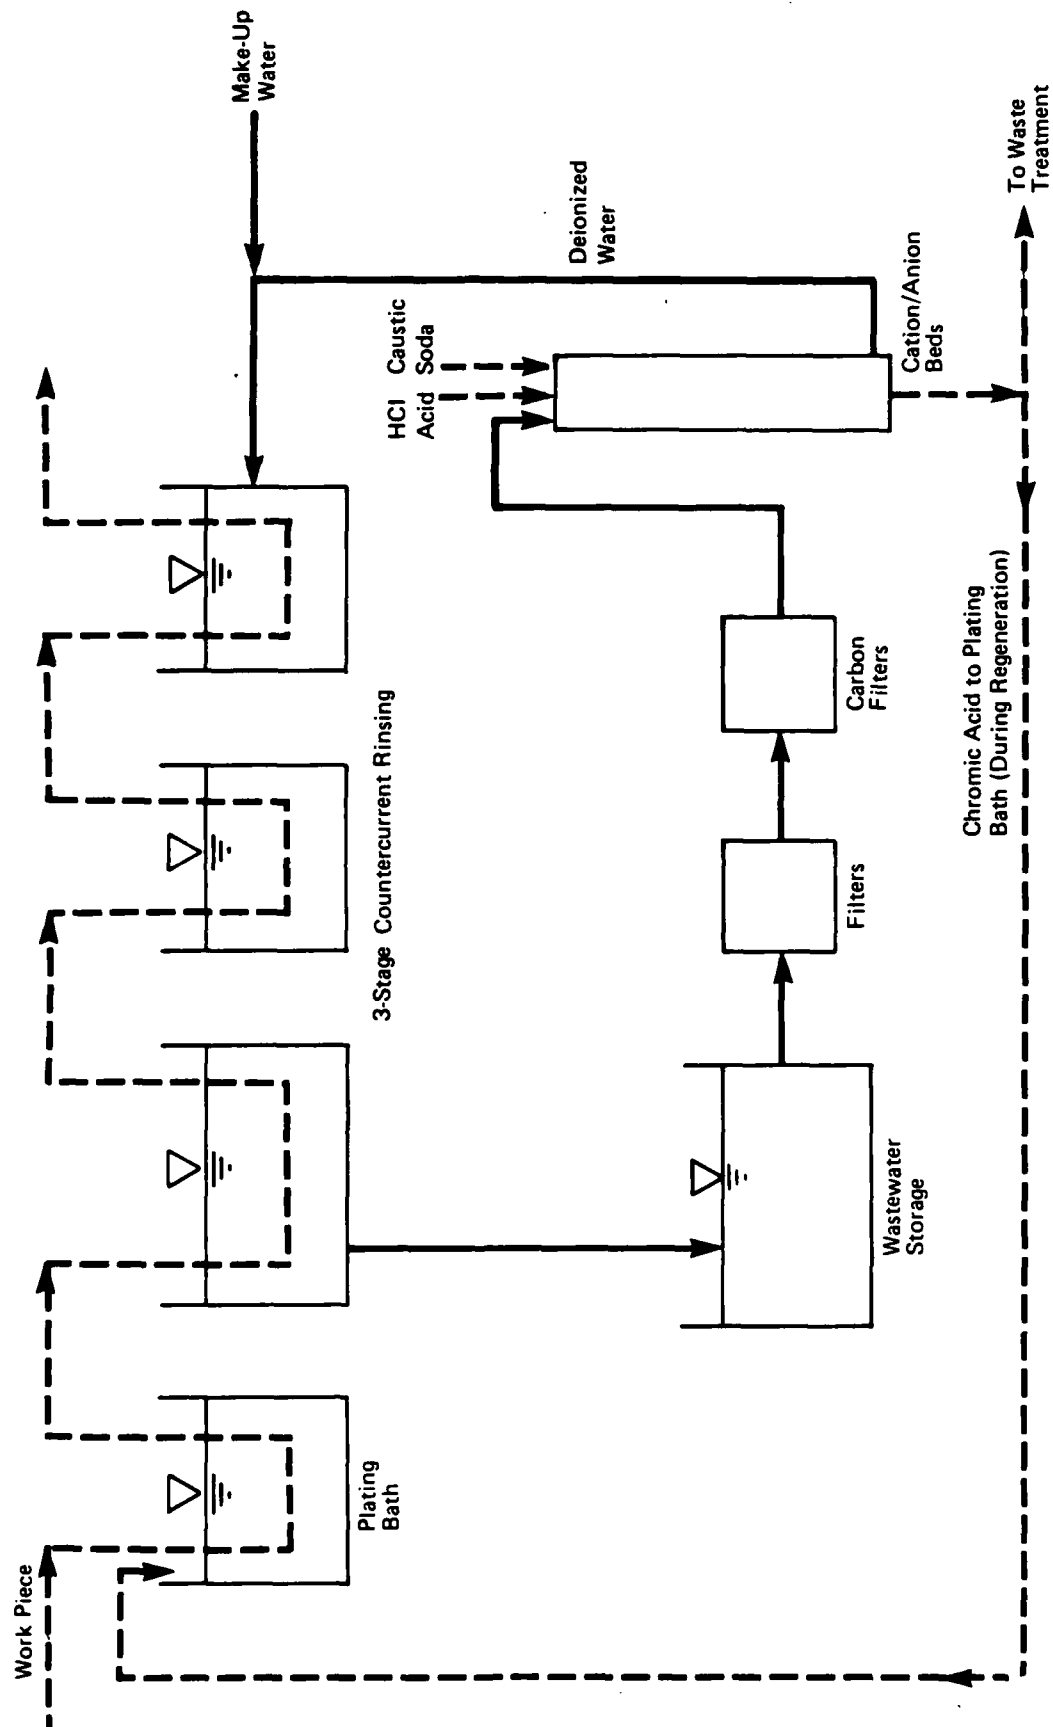 Work Piece
Make-Up
Water
Plating
Bath
3-Stage Countercurrent Rinsing
Deionized
Water
HCl
Acid
Caustic
Soda
Wastewater
Storage
Filters
Carbon
Filters
Cation/Anion
Beds
Chromic Acid to Plating
Bath (During Regeneration)
To Waste
Treatment